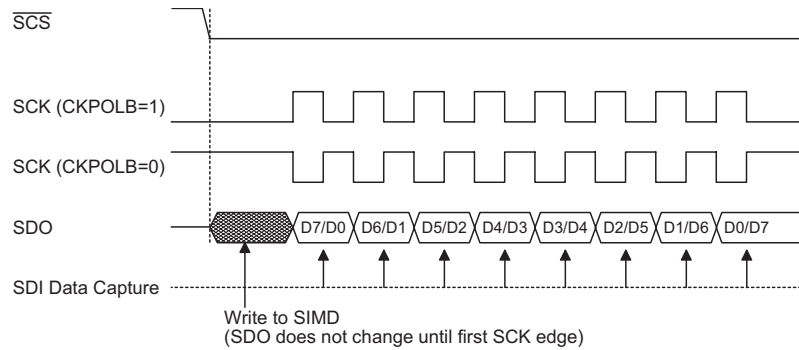 SCS
SCK (CKPOLB=1)
SCK (CKPOLB=0)
SDO
D7/D0 D6/D1 D5/D2 D4/D3 D3/D4 D2/D5 D1/D6 D0/D7
SDI Data Capture
Write to SIMD
(SDO does not change until first SCK edge)